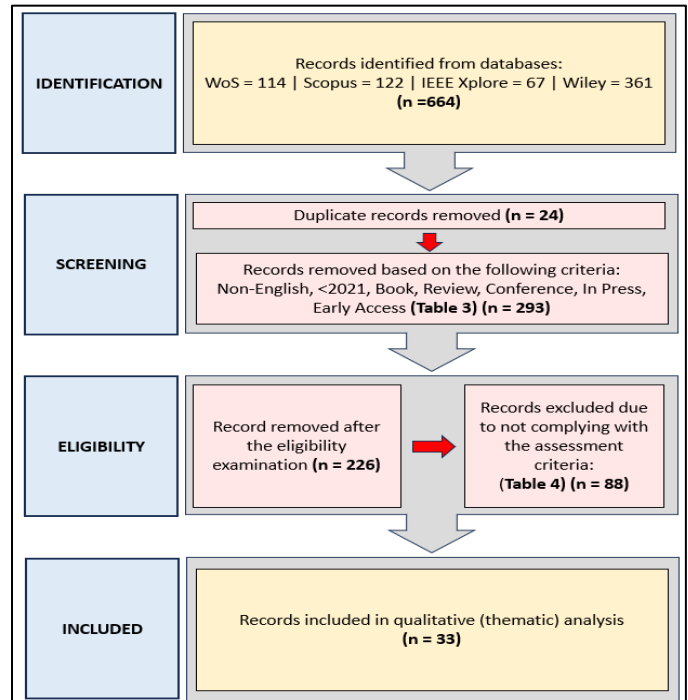 IDENTIFICATION
Records identified from databases:
WoS = 114 | Scopus = 122 | IEEE Xplore = 67 | Wiley = 361
(n =664)
SCREENING
Duplicate records removed (n = 24)
Records removed based on the following criteria:
Non-English, <2021, Book, Review, Conference, In Press,
Early Access (Table 3) (n = 293)
ELIGIBILITY
Record removed after
the eligibility
examination (n = 226)
Records excluded due
to not complying with
the assessment
criteria:
(Table 4) (n = 88)
INCLUDED
Records included in qualitative (thematic) analysis
(n = 33)